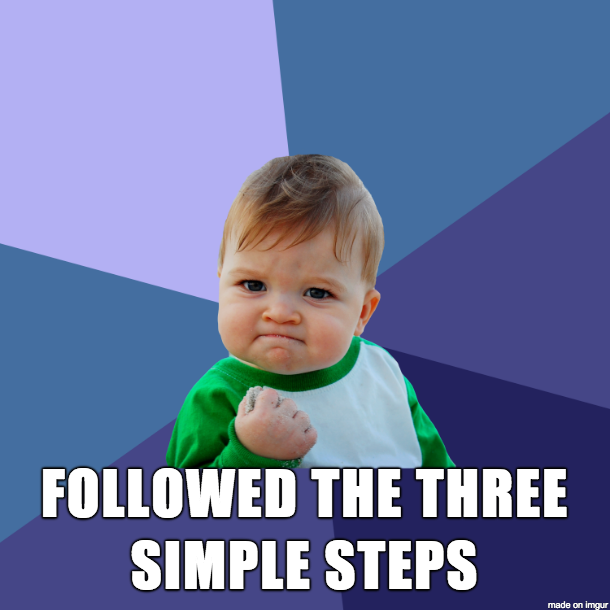 FOLLOWED THE THREE
SIMPLE STEPS
made on imgur